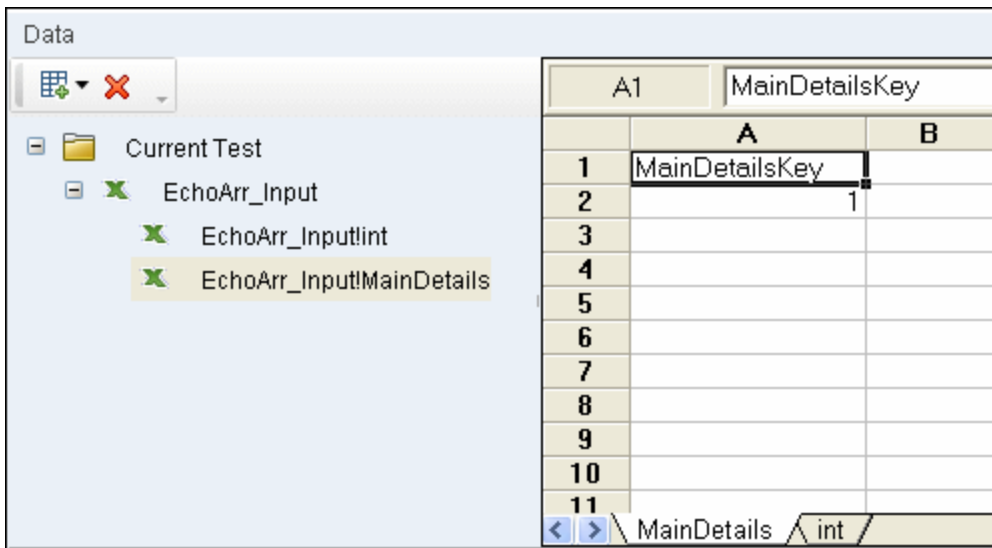 Data
Current Test
EchoArr_Input
EchoArr_Input!int
EchoArr_Input!MainDetails
A1 MainDetailsKey
A B
1 MainDetailsKey
2 1
3
4
5
6
7
8
9
10
11
MainDetails int